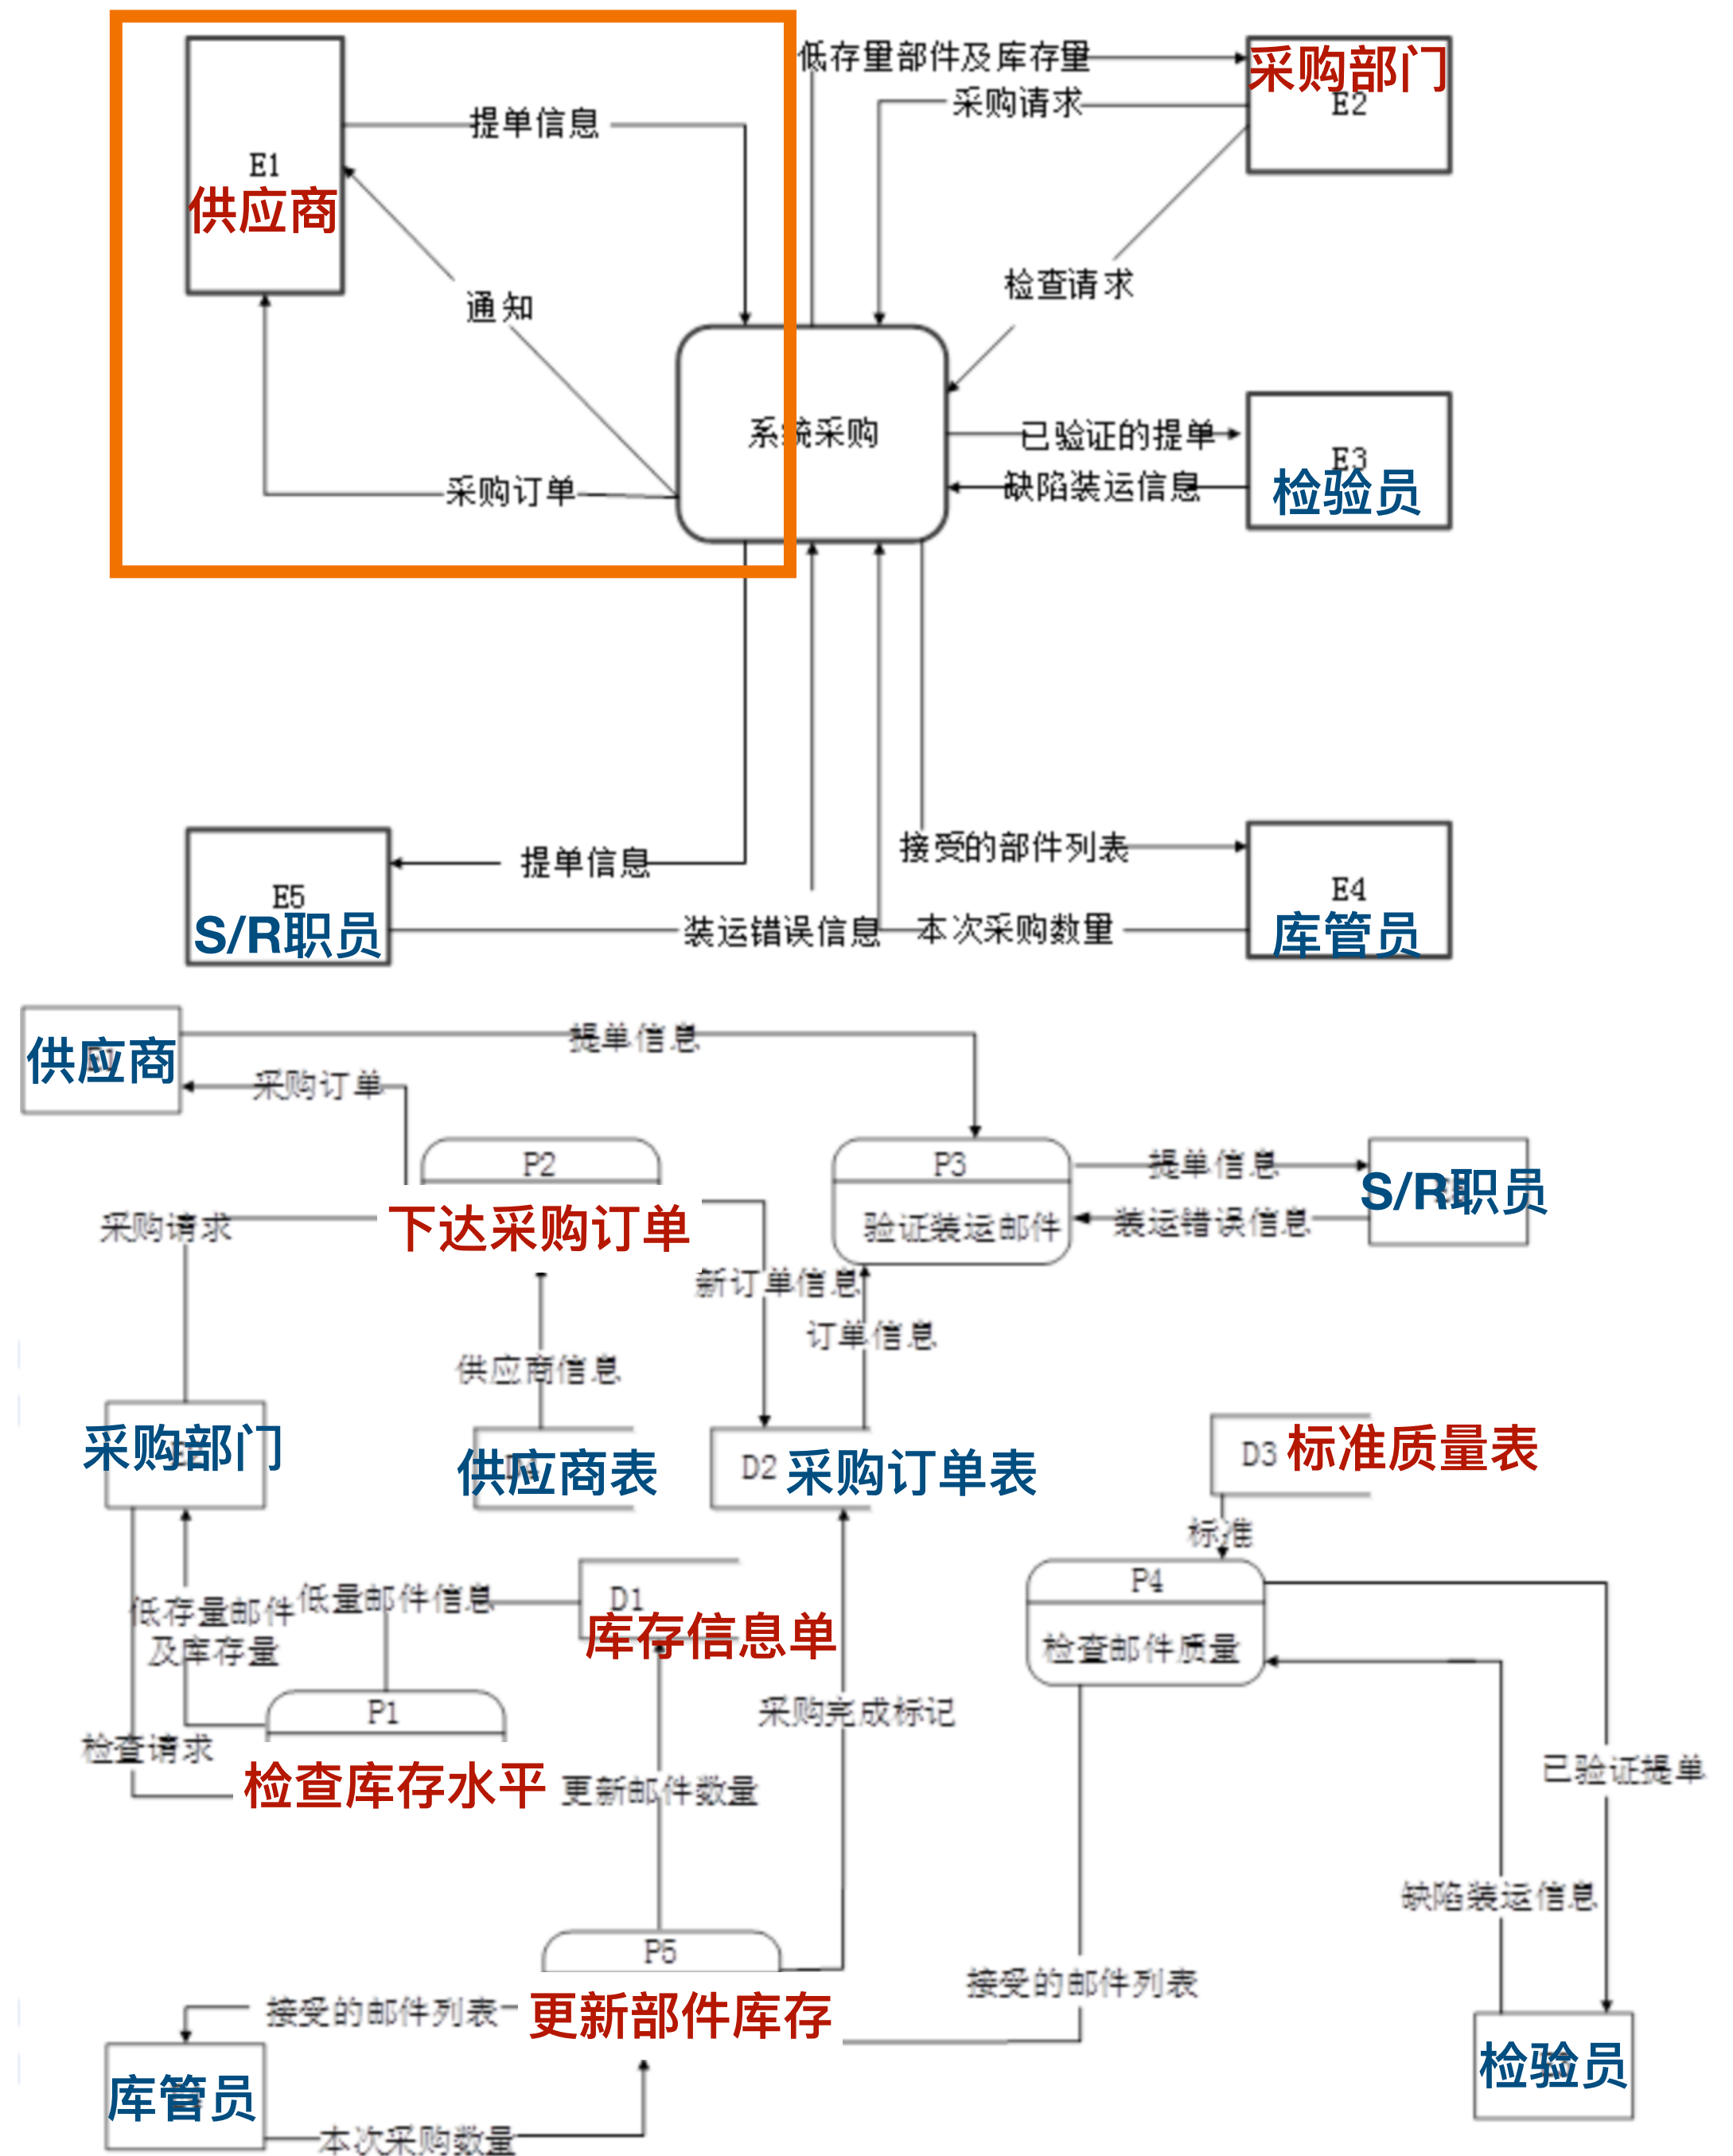 低存量部件及库存量
采购部门
E2
采购请求
提单信息
E1
供应商
通知
检查请求
系统采购
已验证的提单
E3
检验员
缺陷装运信息
采购订单
接受的部件列表
提单信息
E5
S/R职员
E4
库管员
装运错误信息
本次采购数量
供应商
提单信息
采购订单
P2
下达采购订单
P3
验证装运邮件
提单信息
S/R职员
装运错误信息
采购请求
新订单信息
订单信息
供应商信息
采购部门
供应商表
D2
采购订单表
D3
标准质量表
标准
P4
检查邮件质量
低存量邮件
及库存量
低量邮件信息
D1
库存信息单
P1
检查库存水平
检查请求
采购完成标记
更新邮件数量
已验证提单
缺陷装运信息
P5
更新部件库存
接受的邮件列表
接受的邮件列表
库管员
检验员
本次采购数量